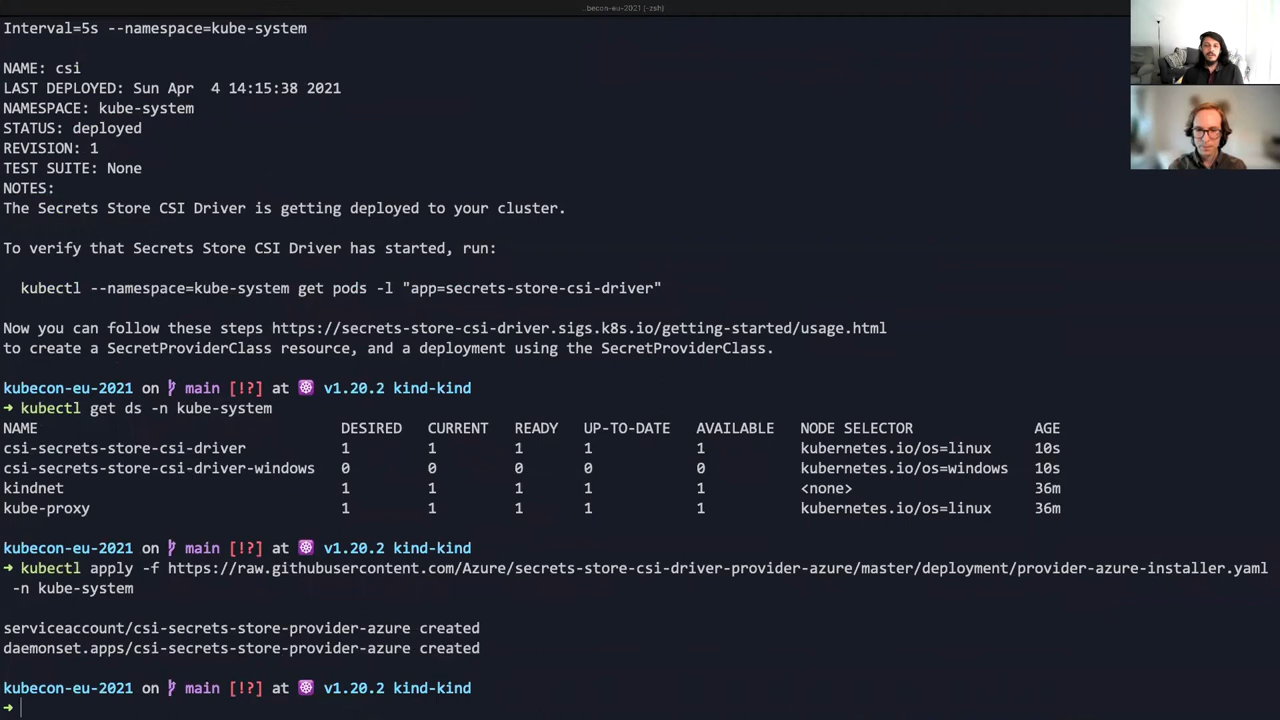 ..becon-eu-2021 (-zsh)
Interval=5s --namespace=kube-system
NAME: csi
LAST DEPLOYED: Sun Apr  4 14:15:38 2021
NAMESPACE: kube-system
STATUS: deployed
REVISION: 1
TEST SUITE: None
NOTES:
The Secrets Store CSI Driver is getting deployed to your cluster.
To verify that Secrets Store CSI Driver has started, run:
kubectl --namespace=kube-system get pods -l "app=secrets-store-csi-driver"
Now you can follow these steps https://secrets-store-csi-driver.sigs.k8s.io/getting-started/usage.html
to create a SecretProviderClass resource, and a deployment using the SecretProviderClass.
kubecon-eu-2021 on main [!?] at v1.20.2 kind-kind
→ kubectl get ds -n kube-system
NAME DESIRED CURRENT READY UP-TO-DATE AVAILABLE NODE SELECTOR AGE
csi-secrets-store-csi-driver 1 1 1 1 1 kubernetes.io/os=linux 10s
csi-secrets-store-csi-driver-windows 0 0 0 0 0 kubernetes.io/os=windows 10s
kindnet 1 1 1 1 1 <none> 36m
kube-proxy 1 1 1 1 1 kubernetes.io/os=linux 36m
kubecon-eu-2021 on main [!?] at v1.20.2 kind-kind
→ kubectl apply -f https://raw.githubusercontent.com/Azure/secrets-store-csi-driver-provider-azure/master/deployment/provider-azure-installer.yaml
-n kube-system
serviceaccount/csi-secrets-store-provider-azure created
daemonset.apps/csi-secrets-store-provider-azure created
kubecon-eu-2021 on main [!?] at v1.20.2 kind-kind
→